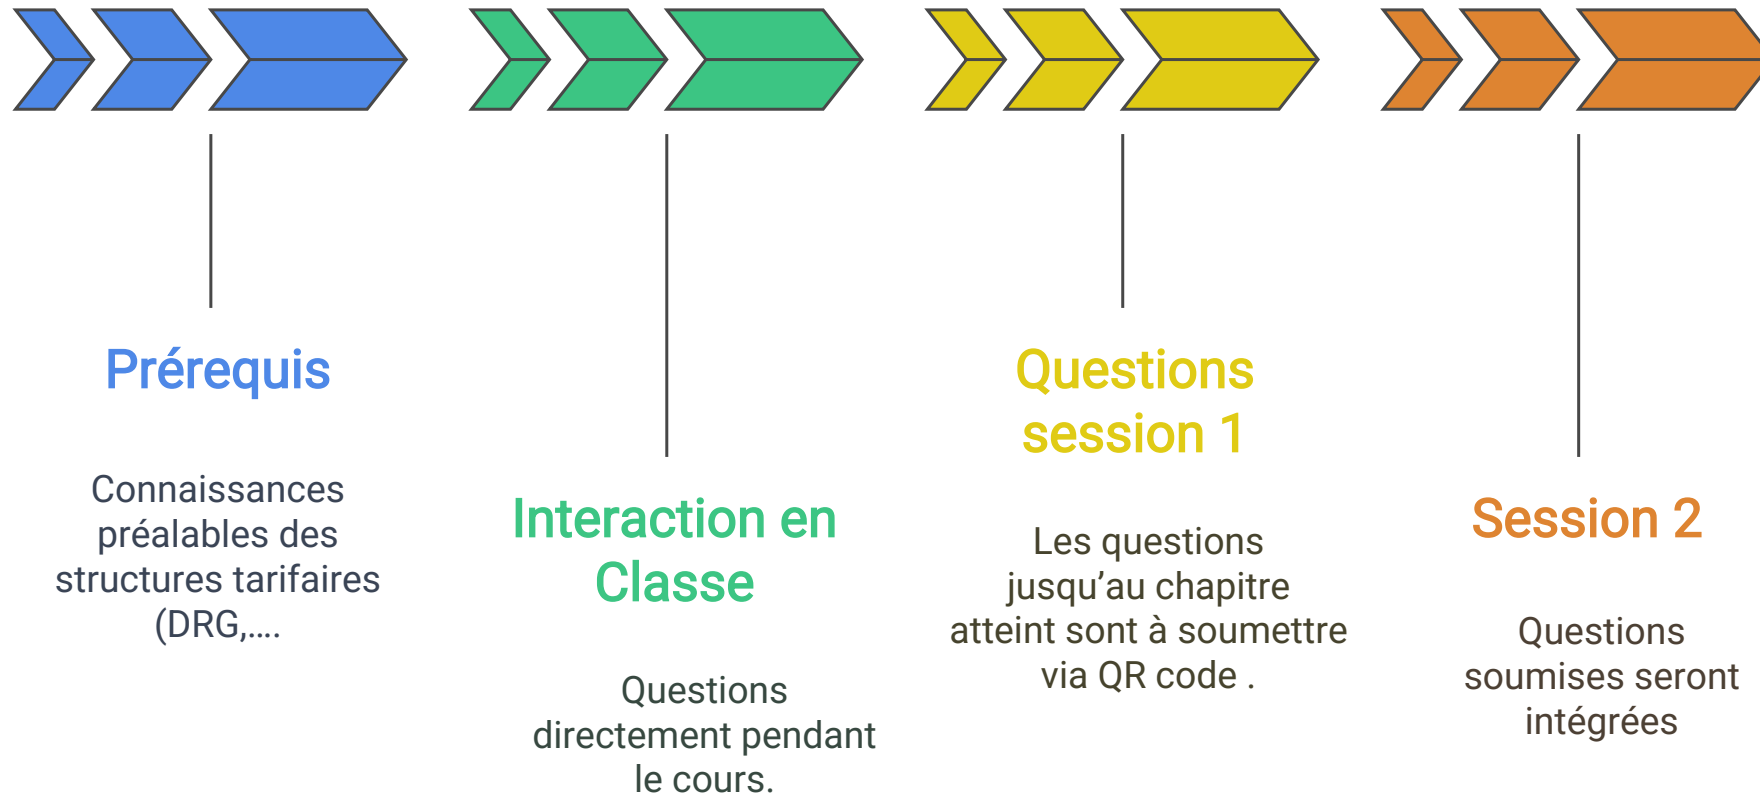 Prérequis
Connaissances
préalables des
structures tarifaires
(DRG,....
Interaction en
Classe
Questions
directement pendant
le cours.
Questions
session 1
Les questions
jusqu’au chapitre
atteint sont à soumettre
via QR code .
Session 2
Questions
soumises seront
intégrées